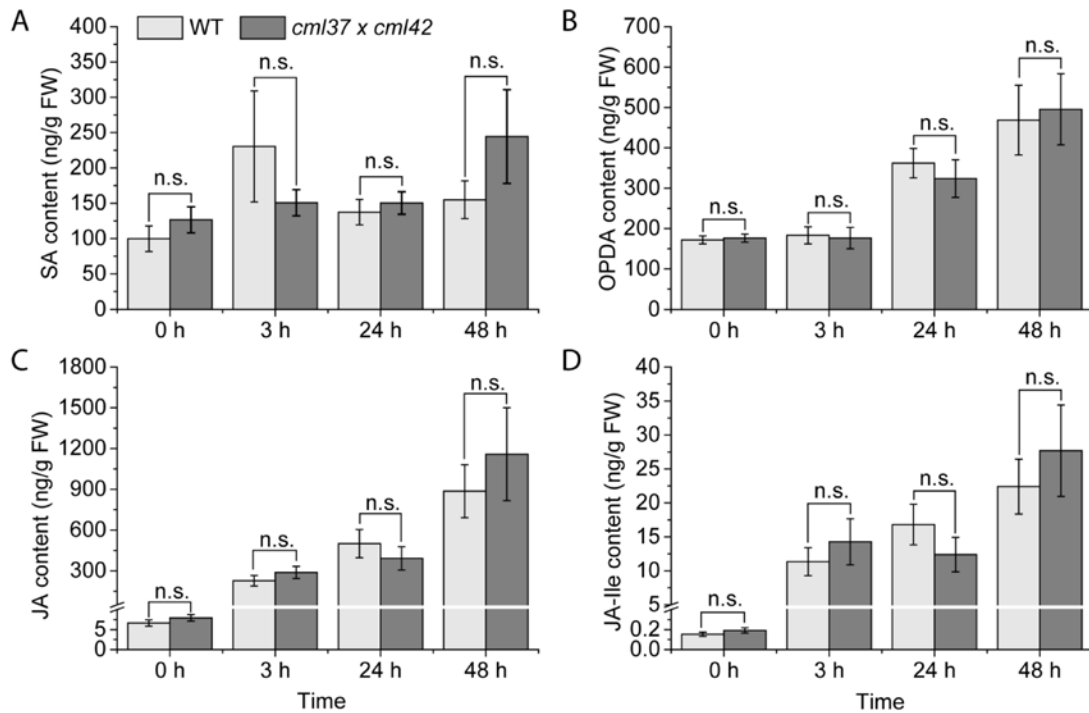 A
WT
cml37 x cml42
SA content (ng/g FW)
400
350
300
250
200
150
100
50
0
n.s.
n.s.
n.s.
n.s.
0 h
3 h
24 h
48 h
B
OPDA content (ng/g FW)
700
600
500
400
300
200
100
0
n.s.
n.s.
n.s.
n.s.
0 h
3 h
24 h
48 h
C
JA content (ng/g FW)
1800
1500
1200
900
600
300
5
0
n.s.
n.s.
n.s.
n.s.
0 h
3 h
24 h
48 h
Time
D
JA-Ile content (ng/g FW)
40
35
30
25
20
15
10
5
0.2
0.0
n.s.
n.s.
n.s.
n.s.
0 h
3 h
24 h
48 h
Time